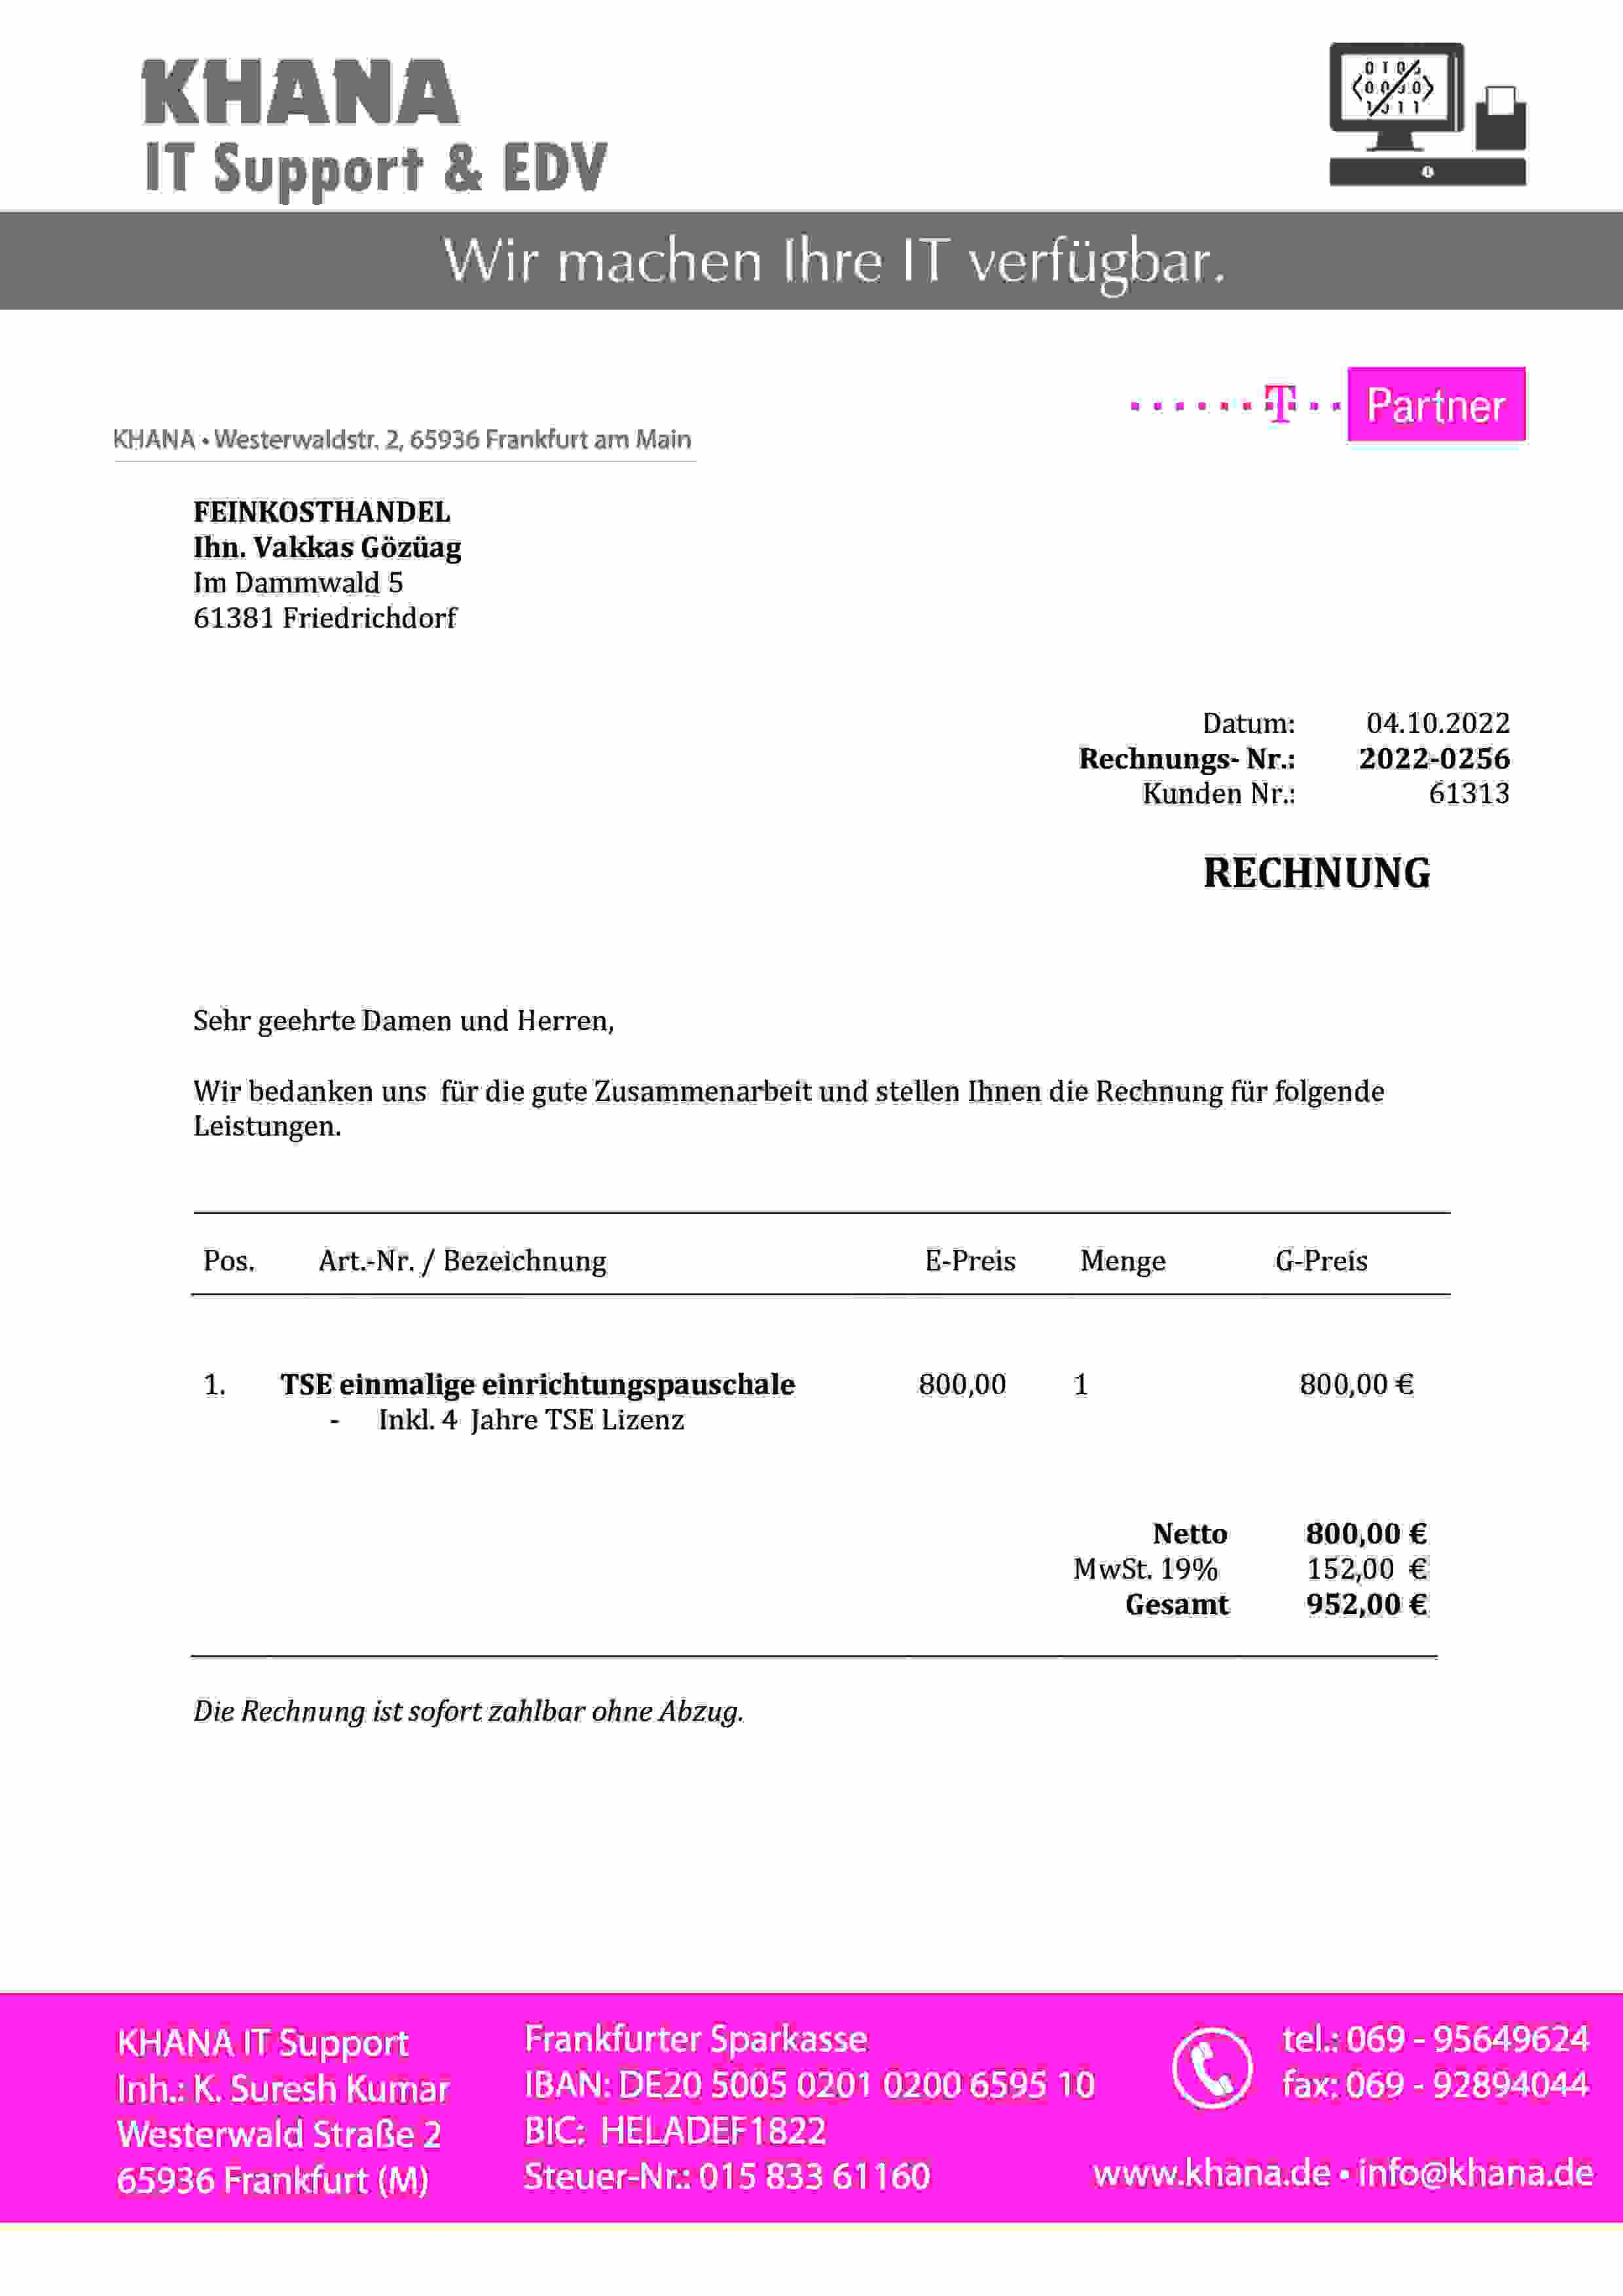 KHANA
IT Support & EDV
Wir machen Ihre IT verfügbar.
T Partner
KHANA • Westerwaldstr. 2, 65936 Frankfurt am Main
FEINKOSTHANDEL
Ihn. Vakkas Gözüag
Im Dammwald 5
61381 Friedrichdorf
Datum: 04.10.2022
Rechnungs- Nr.: 2022-0256
Kunden Nr.: 61313
RECHNUNG
Sehr geehrte Damen und Herren,
Wir bedanken uns  für die gute Zusammenarbeit und stellen Ihnen die Rechnung für folgende
Leistungen.
Pos. Art.-Nr. / Bezeichnung E-Preis Menge G-Preis
1. TSE einmalige einrichtungspauschale 800,00 1 800,00 €
- Inkl. 4  Jahre TSE Lizenz
Netto 800,00 €
MwSt. 19% 152,00 €
Gesamt 952,00 €
Die Rechnung ist sofort zahlbar ohne Abzug.
KHANA IT Support
Inh.: K. Suresh Kumar
Westerwald Straße 2
65936 Frankfurt (M)
Frankfurter Sparkasse
IBAN: DE20 5005 0201 0200 6595 10
BIC: HELADEF1822
Steuer-Nr.: 015 833 61160
tel.: 069 - 95649624
fax: 069 - 92894044
www.khana.de • info@khana.de